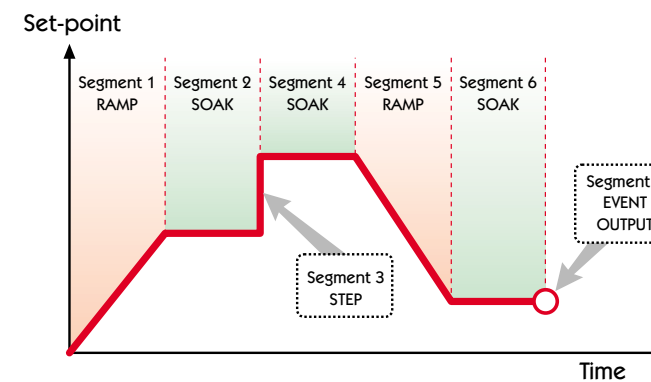 Set-point
Segment 1
RAMP
Segment 2
SOAK
Segment 4
SOAK
Segment 5
RAMP
Segment 6
SOAK
Segment
EVENT
OUTPUT
Segment 3
STEP
Time